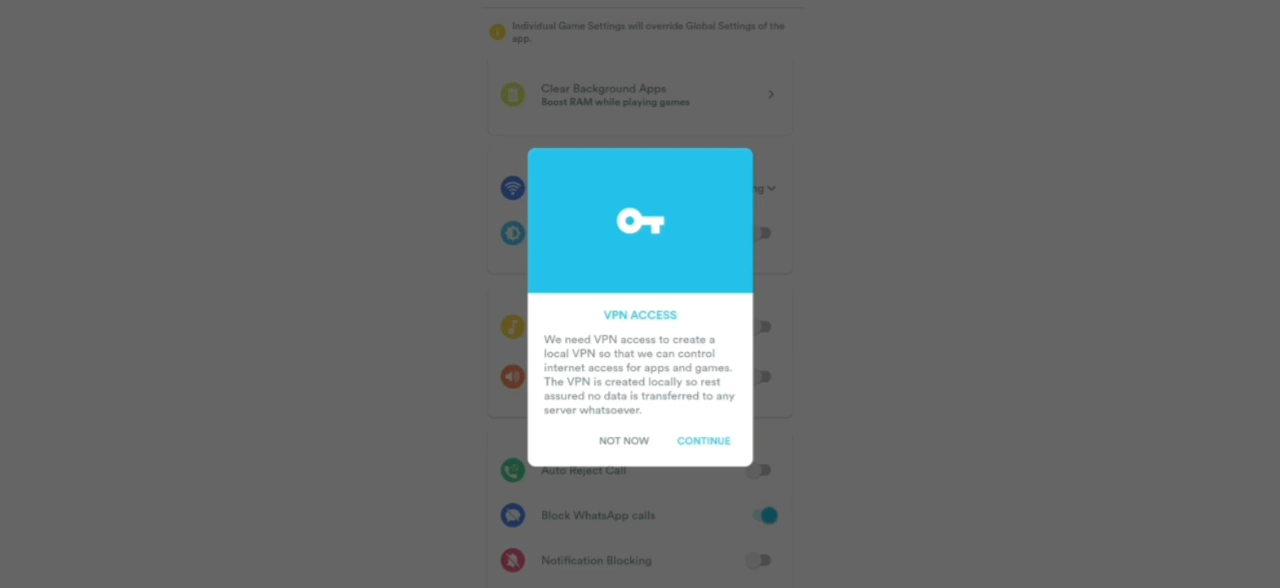 Individual Game Settings will override Global Settings of the
app.
Clear Background Apps
Boost RAM while playing games
ng
VPN ACCESS
We need VPN access to create a
local VPN so that we can control
internet access for apps and games.
The VPN is created locally so rest
assured no data is transferred to any
server whatsoever.
NOT NOW CONTINUE
Auto Reject Call
Block WhatsApp calls
Notification Blocking